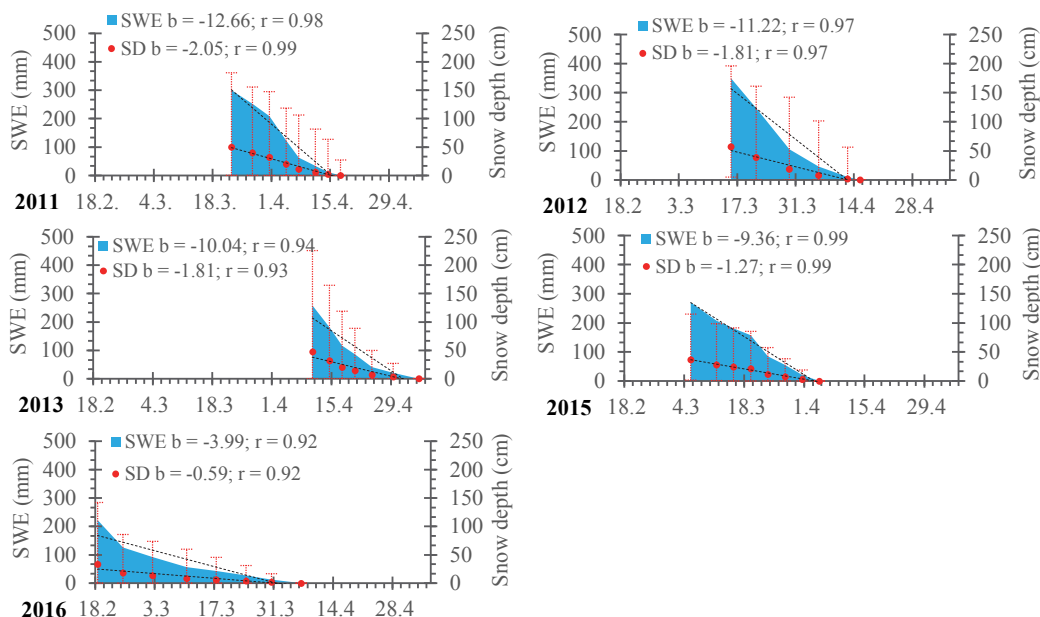 SWE b = -12.66; r = 0.98
SD b = -2.05; r = 0.99
SWE (mm)
500
400
300
200
100
0
Snow depth (cm)
250
200
150
100
50
0
2011
18.2 4.3. 18.3. 1.4. 15.4. 29.4.
SWE b = -11.22; r = 0.97
SD b = -1.81; r = 0.97
SWE (mm)
500
400
300
200
100
0
Snow depth (cm)
250
200
150
100
50
0
2012
18.2 3.3 17.3 31.3 14.4 28.4
SWE b = -10.04; r = 0.94
SD b = -1.81; r = 0.93
SWE (mm)
500
400
300
200
100
0
Snow depth (cm)
250
200
150
100
50
0
2013
18.2 4.3 18.3 1.4 15.4 29.4
SWE b = -9.36; r = 0.99
SD b = -1.27; r = 0.99
SWE (mm)
500
400
300
200
100
0
Snow depth (cm)
250
200
150
100
50
0
2015
18.2 4.3 18.3 1.4 15.4 29.4
SWE b = -3.99; r = 0.92
SD b = -0.59; r = 0.92
SWE (mm)
500
400
300
200
100
0
Snow depth (cm)
250
200
150
100
50
0
2016
18.2 3.3 17.3 31.3 14.4 28.4